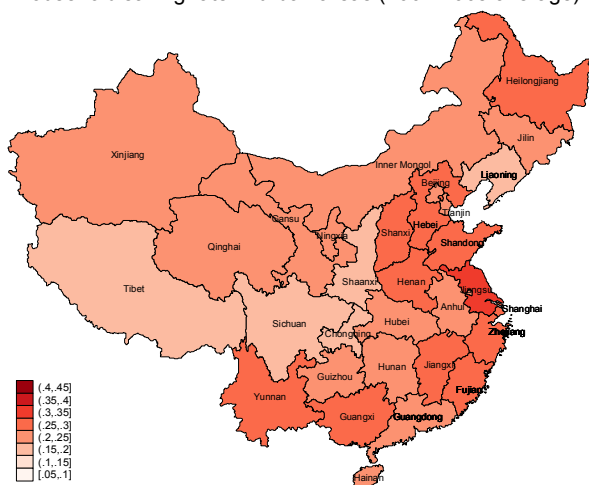 Heilongjiang
Jilin
Xinjiang
Inner Mongol
Liaoning
Beijing
Tianjin
Gansu
Hebei
Ningxia
Shanxi
Shandong
Qinghai
Shaanxi
Henan
Jiangsu
Tibet
Anhui
Shanghai
Sichuan
Hubei
Chongqing
Zhejiang
Hunan
Jiangxi
Guizhou
Yunnan
Fujian
Guangxi
Guangdong
Hainan
(.4,.45]
(.35,.4]
(.3,.35]
(.25,.3]
(.2,.25]
(.15,.2]
(.1,.15]
[.05,.1]